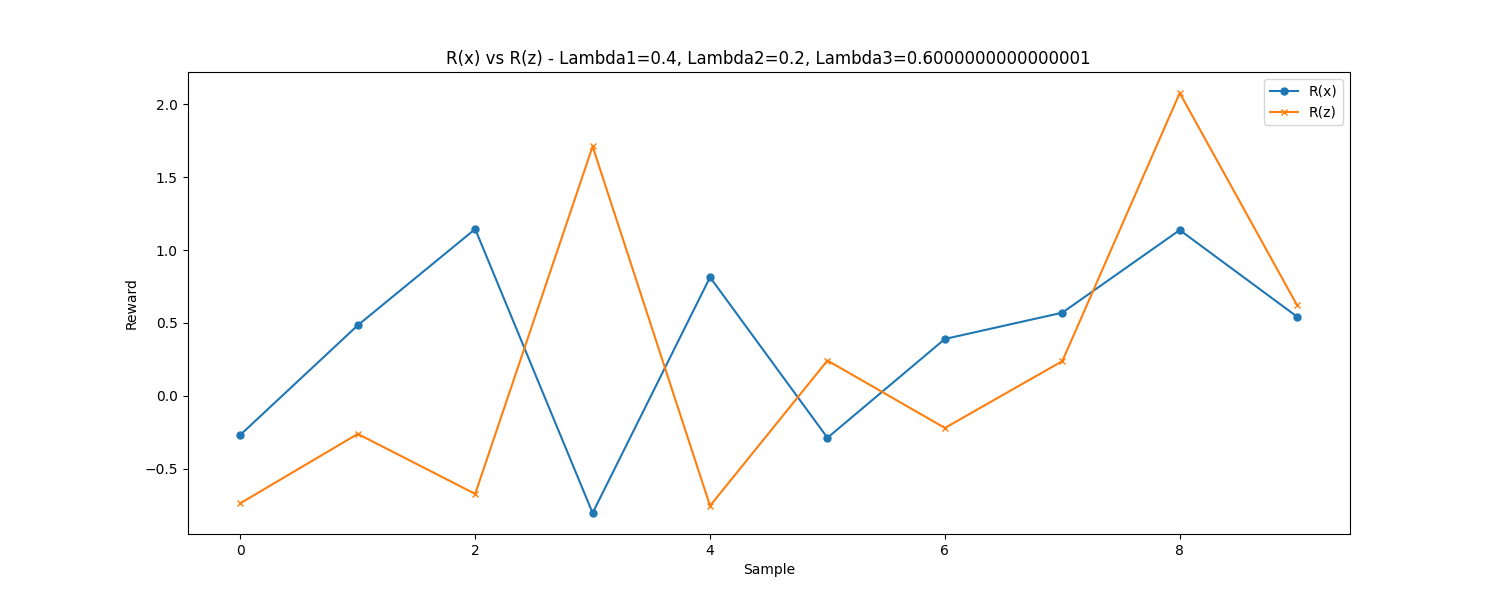 R(x) vs R(z) - Lambda1=0.4, Lambda2=0.2, Lambda3=0.6000000000000001
R(x)
R(z)
2.0
1.5
1.0
0.5
0.0
−0.5
Reward
0 2 4 6 8
Sample